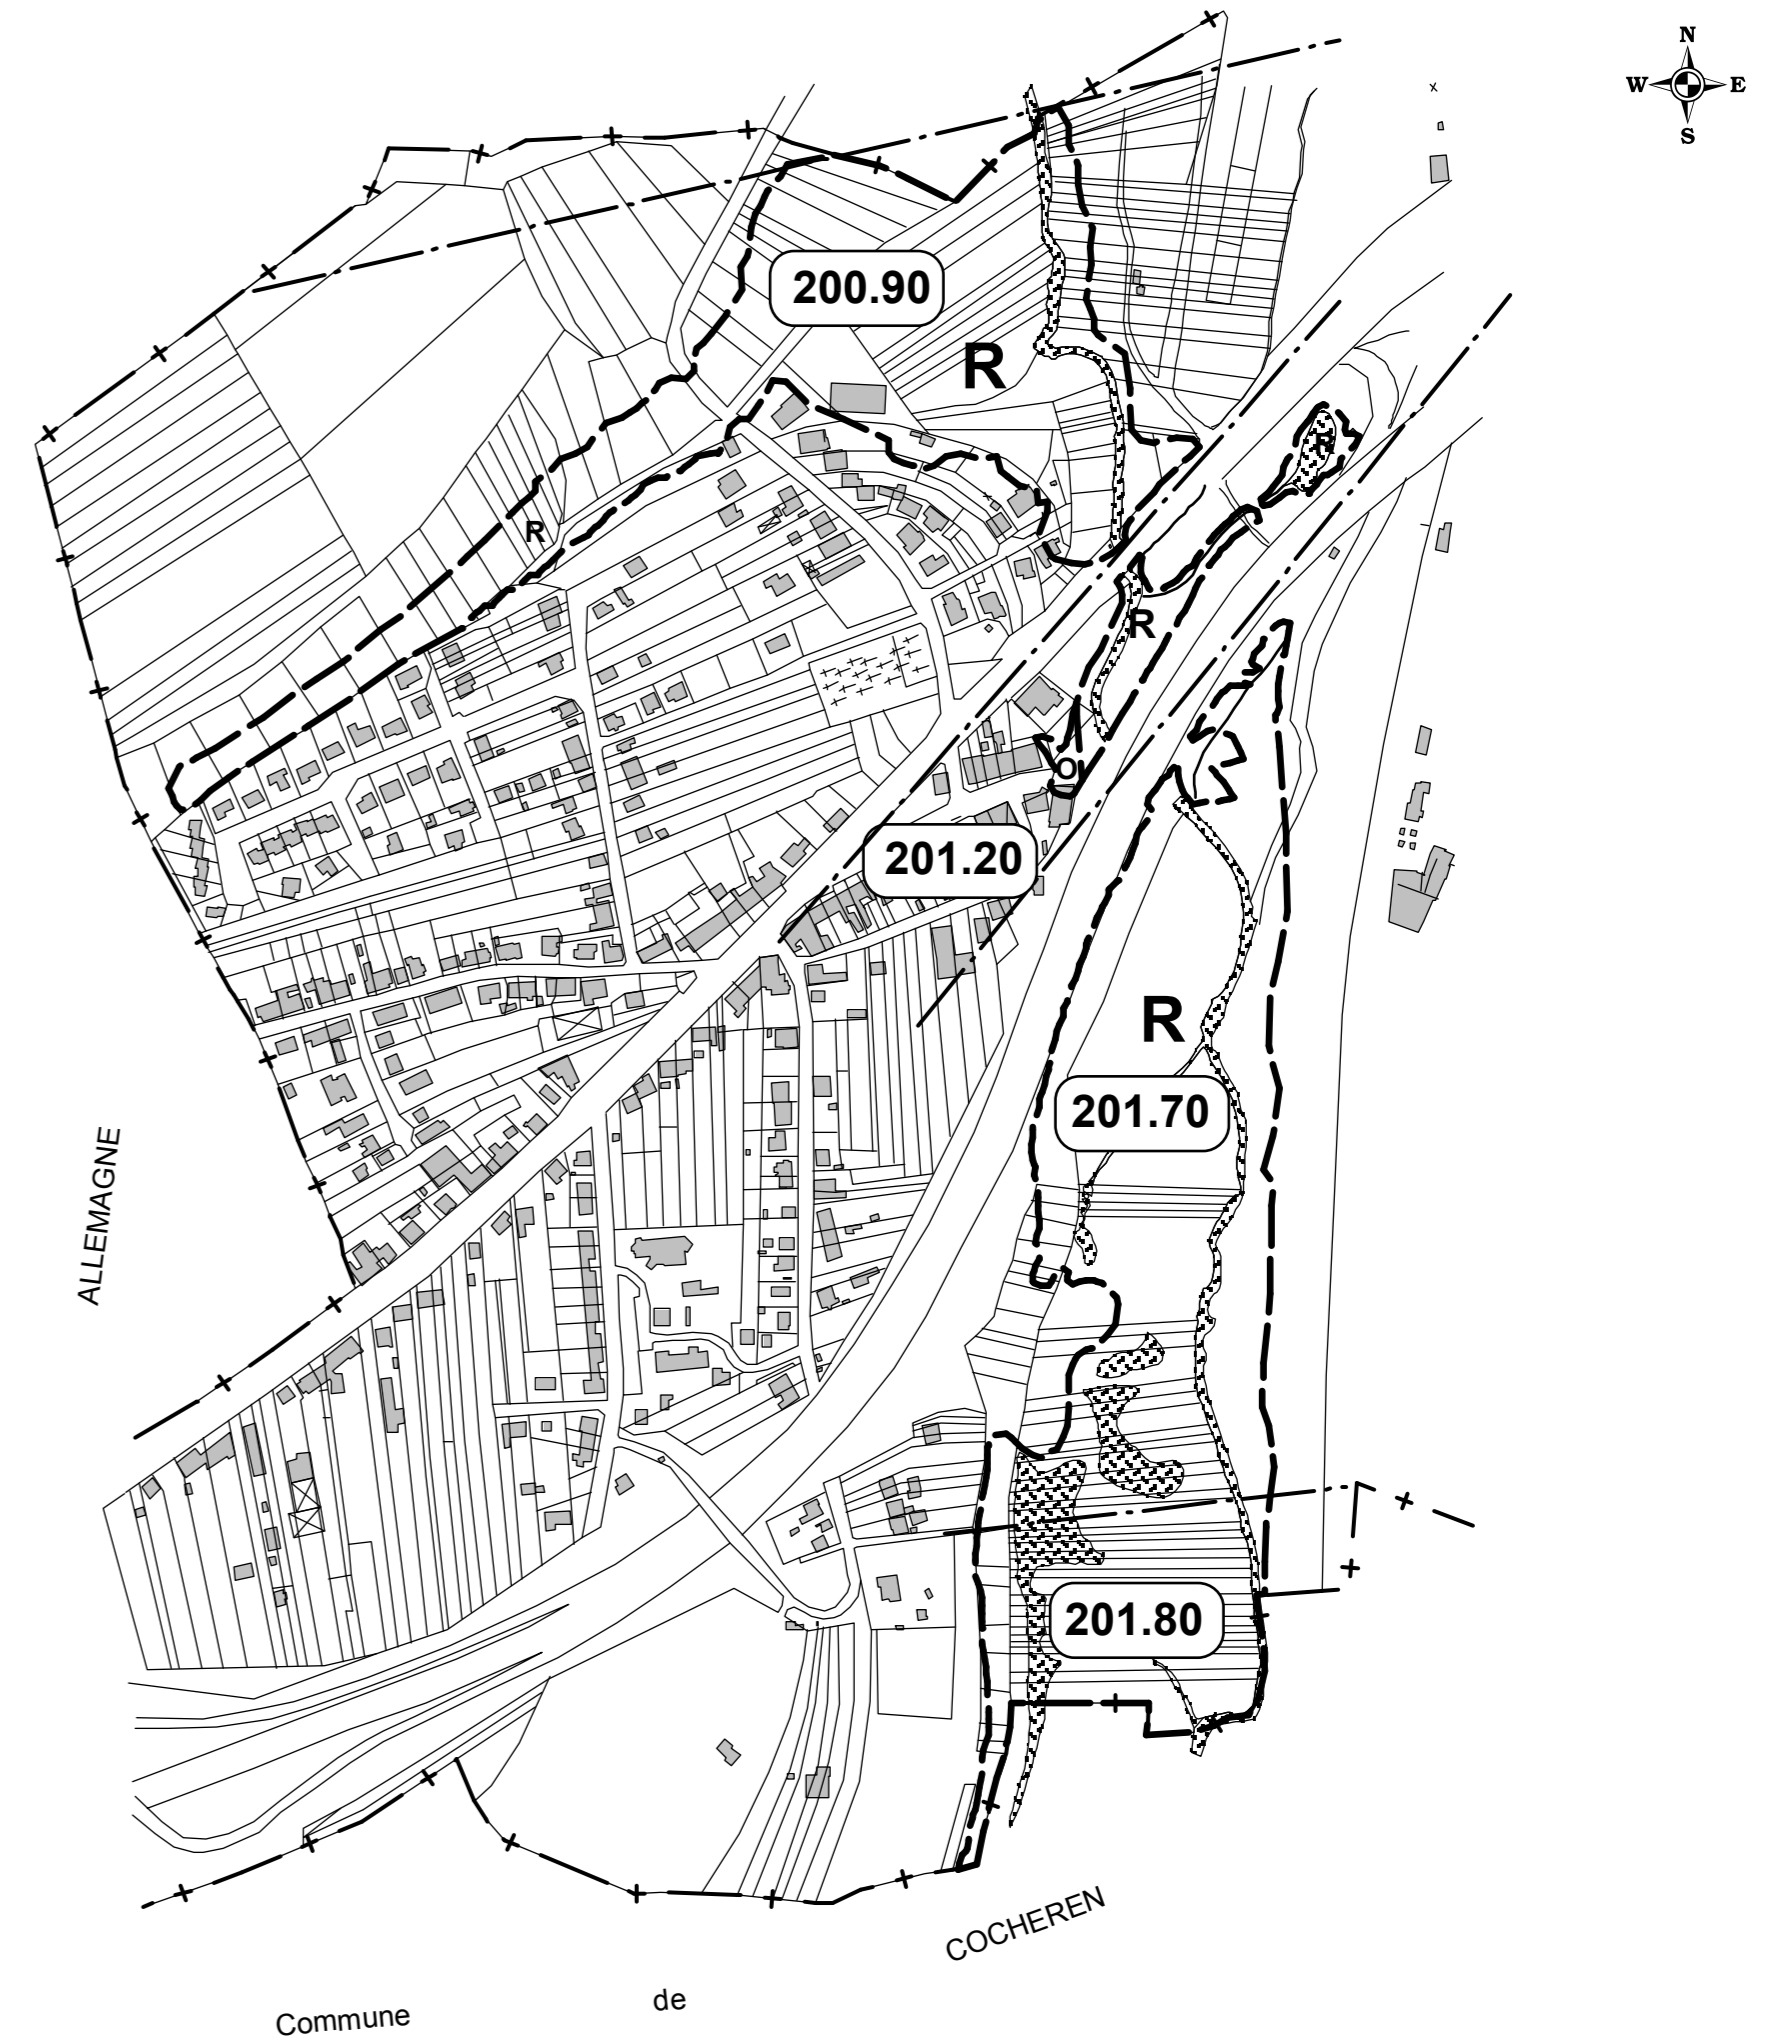 N
W E
S
200.90
R
R
R
R
O
201.20
R
201.70
ALLEMAGNE
201.80
COCHEREN
de
Commune